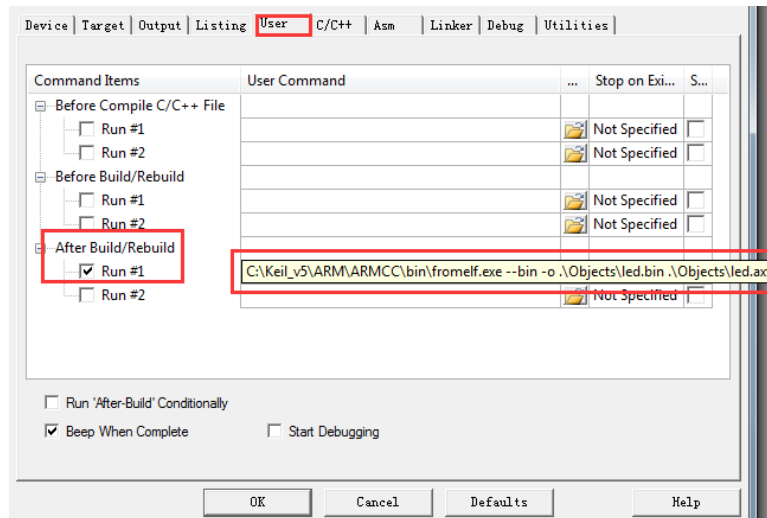 Device Target Output Listing User C/C++ Asm Linker Debug Utilities
Command Items User Command ... Stop on Exi... S...
Before Compile C/C++ File
Run #1 Not Specified
Run #2 Not Specified
Before Build/Rebuild
Run #1 Not Specified
Run #2 Not Specified
After Build/Rebuild
Run #1 C:\Keil_v5\ARM\ARMCC\bin\fromelf.exe --bin -o .\Objects\led.bin .\Objects\led.ax
Run #2 Not Specified
Run 'After-Build' Conditionally
Beep When Complete Start Debugging
OK Cancel Defaults Help